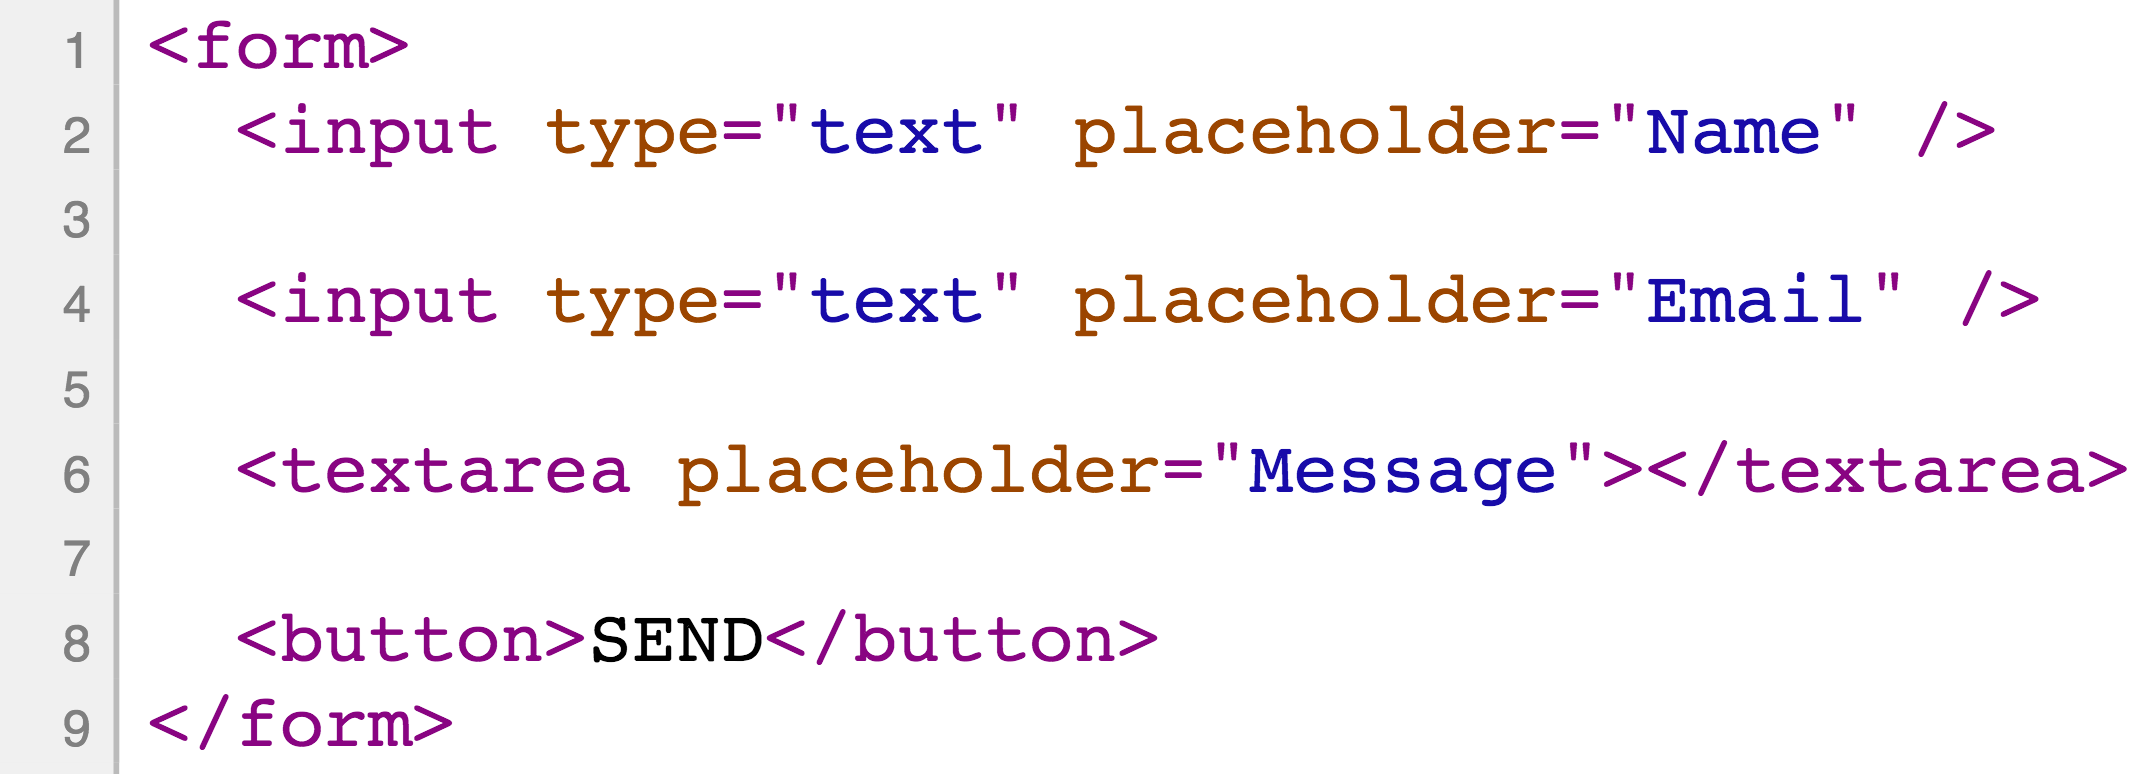 1 <form>
2   <input type="text" placeholder="Name" />
3
4   <input type="text" placeholder="Email" />
5
6   <textarea placeholder="Message"></textarea>
7
8   <button>SEND</button>
9 </form>